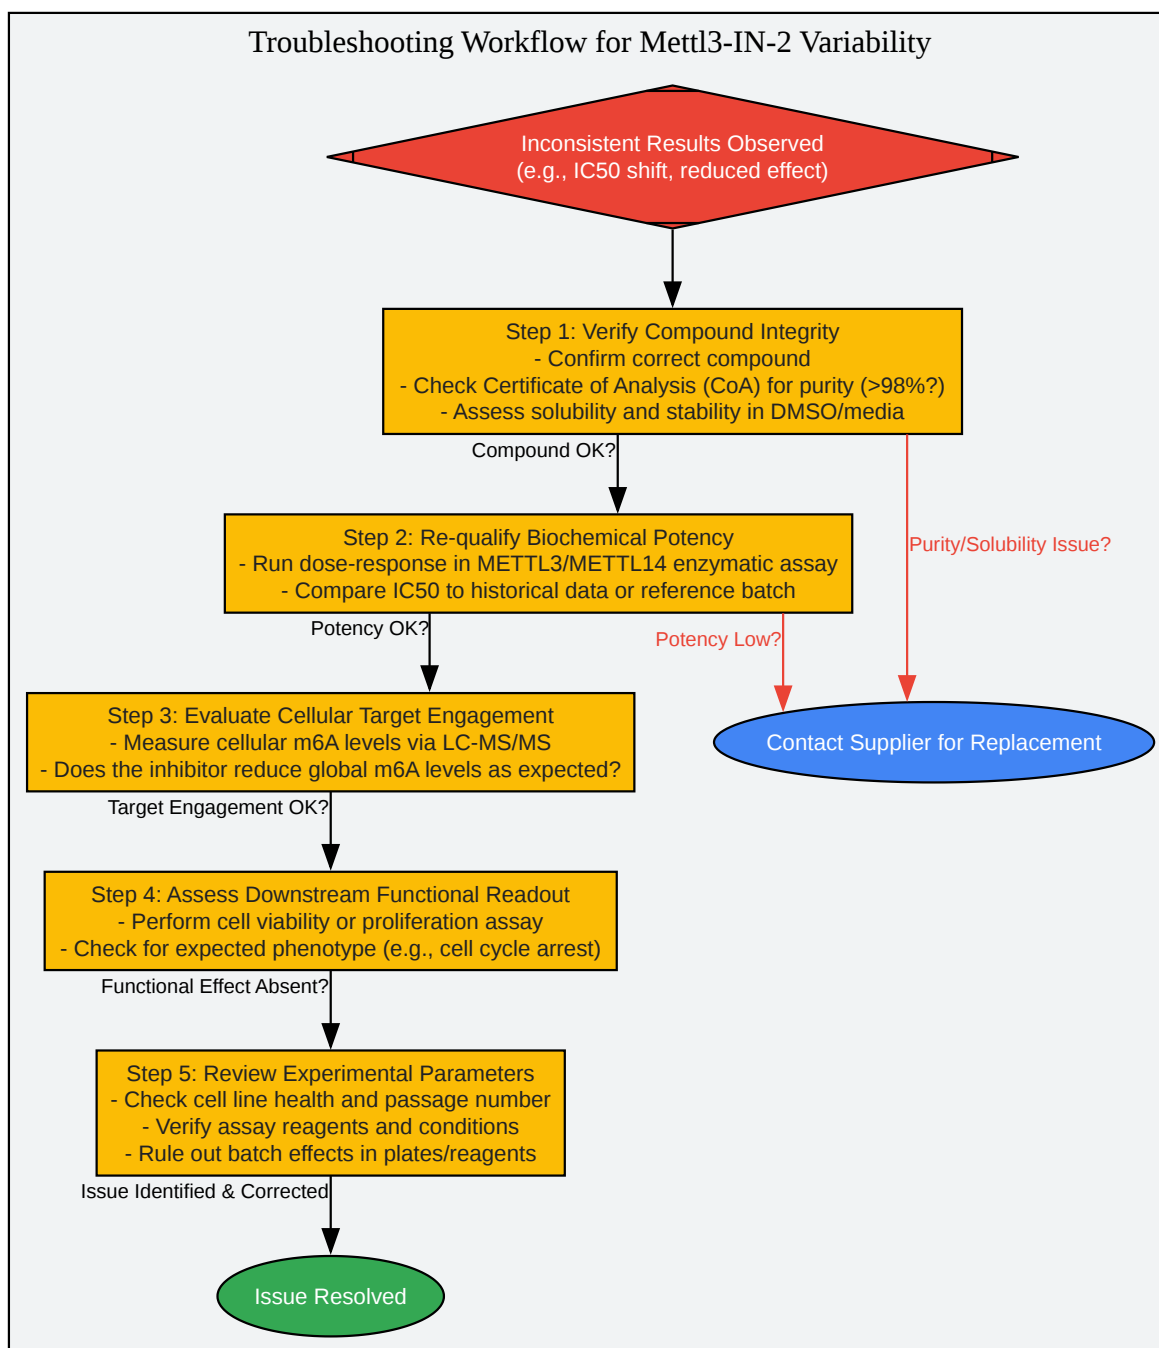 Troubleshooting Workflow for Mettl3-IN-2 Variability
Inconsistent Results Observed
(e.g., IC50 shift, reduced effect)
Step 1: Verify Compound Integrity
- Confirm correct compound
- Check Certificate of Analysis (CoA) for purity (>98%?)
- Assess solubility and stability in DMSO/media
Compound OK?
Purity/Solubility Issue?
Step 2: Re-qualify Biochemical Potency
- Run dose-response in METTL3/METTL14 enzymatic assay
- Compare IC50 to historical data or reference batch
Potency OK?
Potency Low?
Step 3: Evaluate Cellular Target Engagement
- Measure cellular m6A levels via LC-MS/MS
- Does the inhibitor reduce global m6A levels as expected?
Contact Supplier for Replacement
Target Engagement OK?
Step 4: Assess Downstream Functional Readout
- Perform cell viability or proliferation assay
- Check for expected phenotype (e.g., cell cycle arrest)
Functional Effect Absent?
Step 5: Review Experimental Parameters
- Check cell line health and passage number
- Verify assay reagents and conditions
- Rule out batch effects in plates/reagents
Issue Identified & Corrected
Issue Resolved